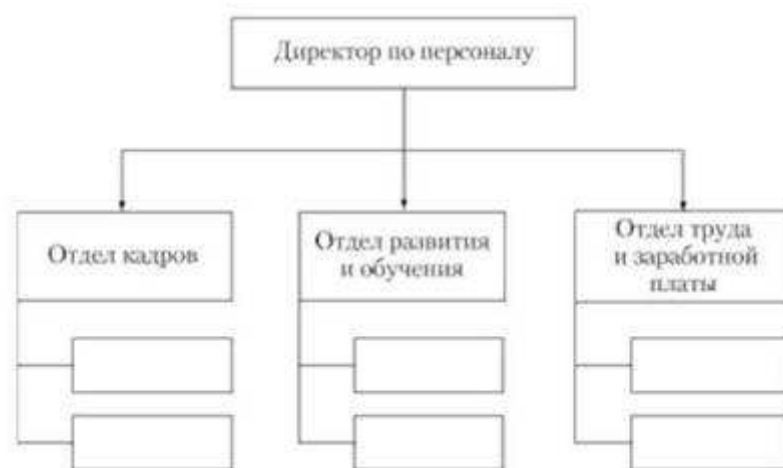 Директор по персоналу
Отдел кадров
Отдел развития
и обучения
Отдел труда
и заработной
платы